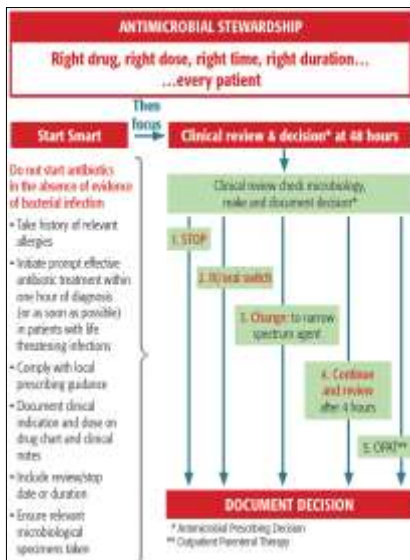 ANTIMICROBIAL STEWARDSHIP
Right drug, right dose, right time, right duration...
...every patient
Then
focus
Start Smart
Clinical review & decision* at 48 hours
Do not start antibiotics
in the absence of evidence
of bacterial infection
• Take history of relevant
allergies
• Initiate prompt effective
antibiotic treatment within
one hour of diagnosis
(or as soon as possible)
in patients with life
threatening infections
• Comply with local
prescribing guidance
• Document clinical
indication and dose on
drug chart and clinical
notes
• Include review/stop
date or duration
• Ensure relevant
microbiological
specimens taken
Clinical review check microbiology,
make and document decision*
1. STOP
2. IV/oral switch
3. Change to narrow
spectrum agent
4. Continue
and review
after 4 hours
5. OPAT**
DOCUMENT DECISION
* Antimicrobial Prescribing Decision
** Outpatient Parenteral Therapy